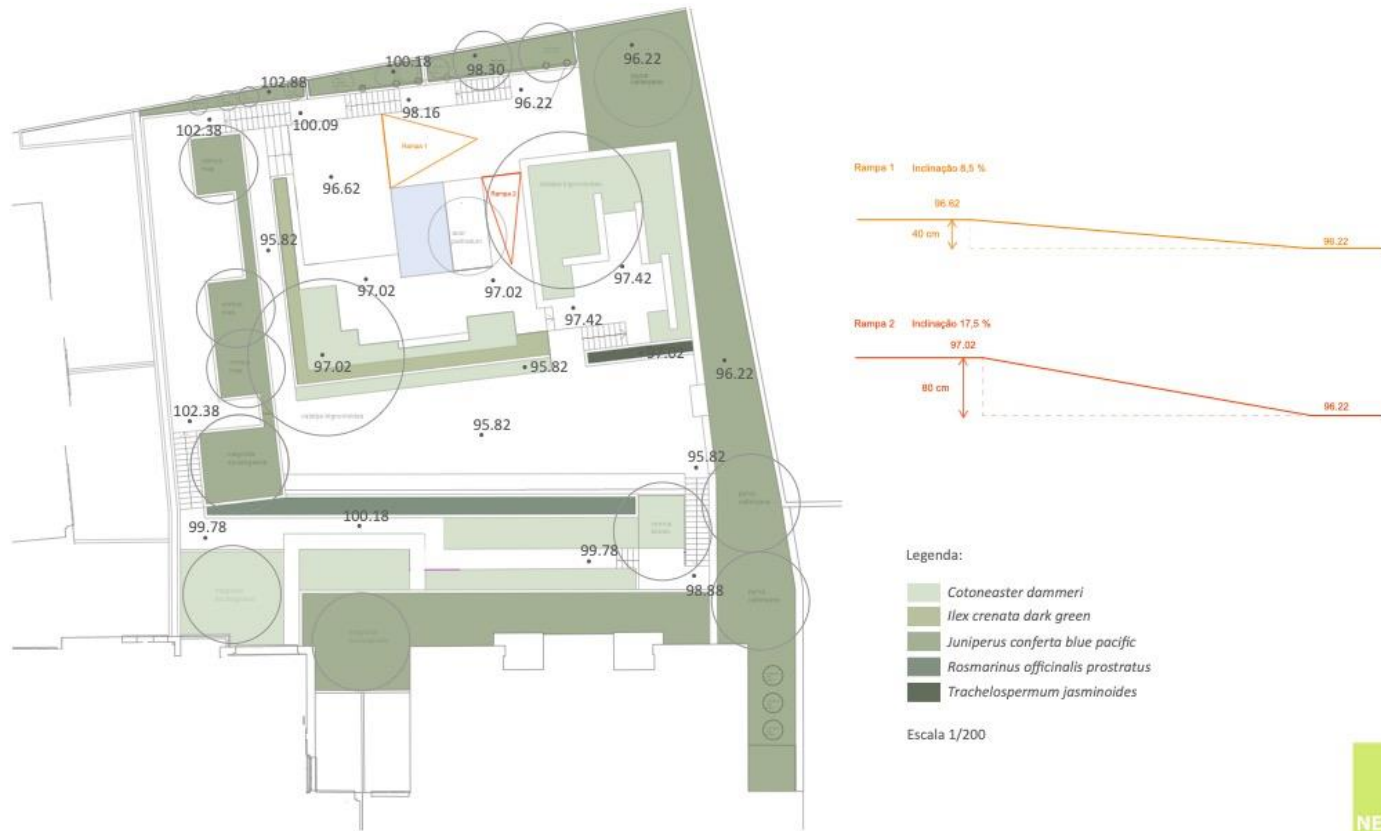 96.22
100.18
98.30
102.88
96.22
98.16
100.09
102.38
Rampa 1
96.62
Rampa 2
95.82
97.42
97.02
97.02
97.42
97.02
95.82
96.22
102.38
95.82
95.82
99.78
100.18
99.78
98.88
Rampa 1 Inclinação 8,5 %
96.62
40 cm
96.22
Rampa 2 Inclinação 17,5 %
97.02
80 cm
96.22
Legenda:
Cotoneaster dammeri
Ilex crenata dark green
Juniperus conferta blue pacific
Rosmarinus officinalis prostratus
Trachelospermum jasminoides
Escala 1/200
NE